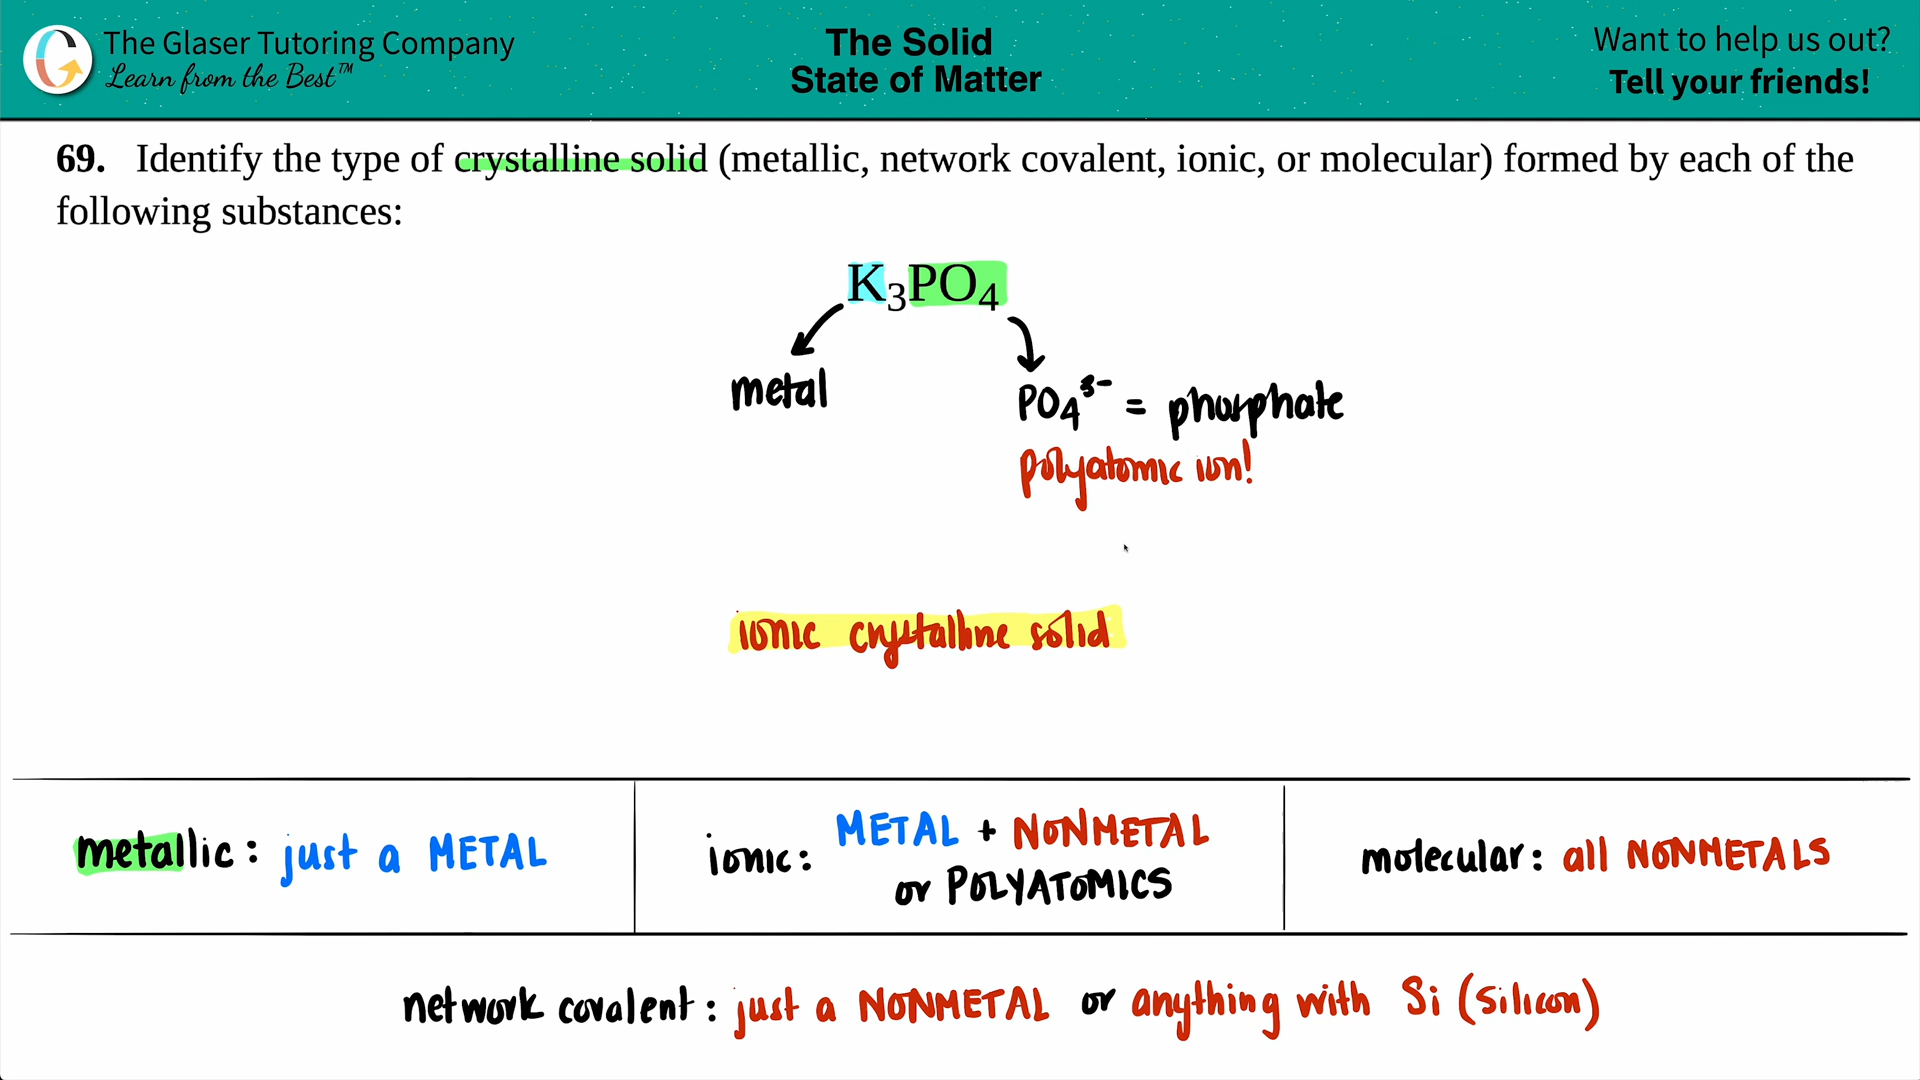 The Glaser Tutoring Company
Learn from the Best™
The Solid
State of Matter
Want to help us out?
Tell your friends!
69. Identify the type of crystalline solid (metallic, network covalent, ionic, or molecular) formed by each of the
following substances:
K₃PO₄
metal
PO₄³⁻ = phosphate
polyatomic ion!
ionic crystalline solid
metallic: just a METAL
ionic: METAL + NONMETAL
or POLYATOMICS
molecular: all NONMETALS
network covalent: just a NONMETAL or anything with Si (silicon)